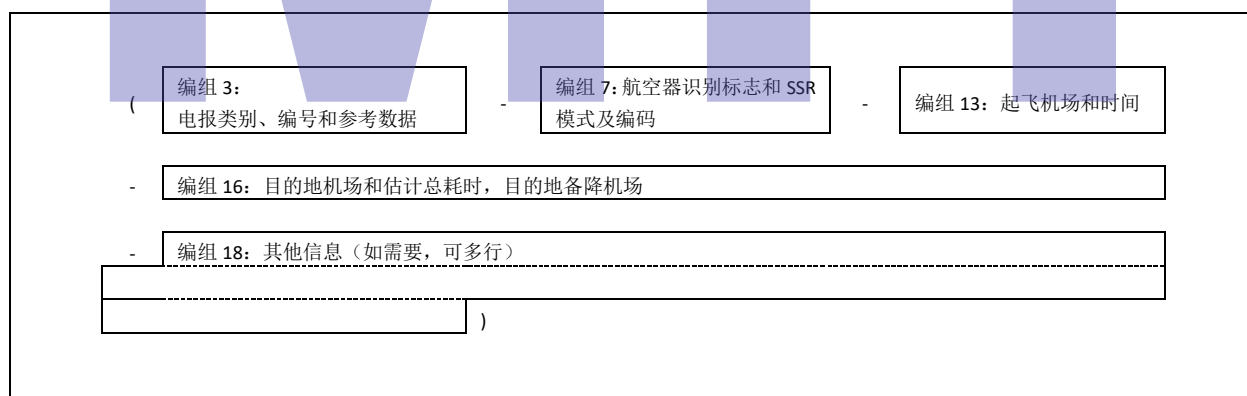 ( 编组 3: - 编组 7: 航空器识别标志和 SSR - 编组 13：起飞机场和时间
电报类别、编号和参考数据 模式及编码
- 编组 16：目的地机场和估计总耗时，目的地备降机场
- 编组 18：其他信息（如需要，可多行）
)